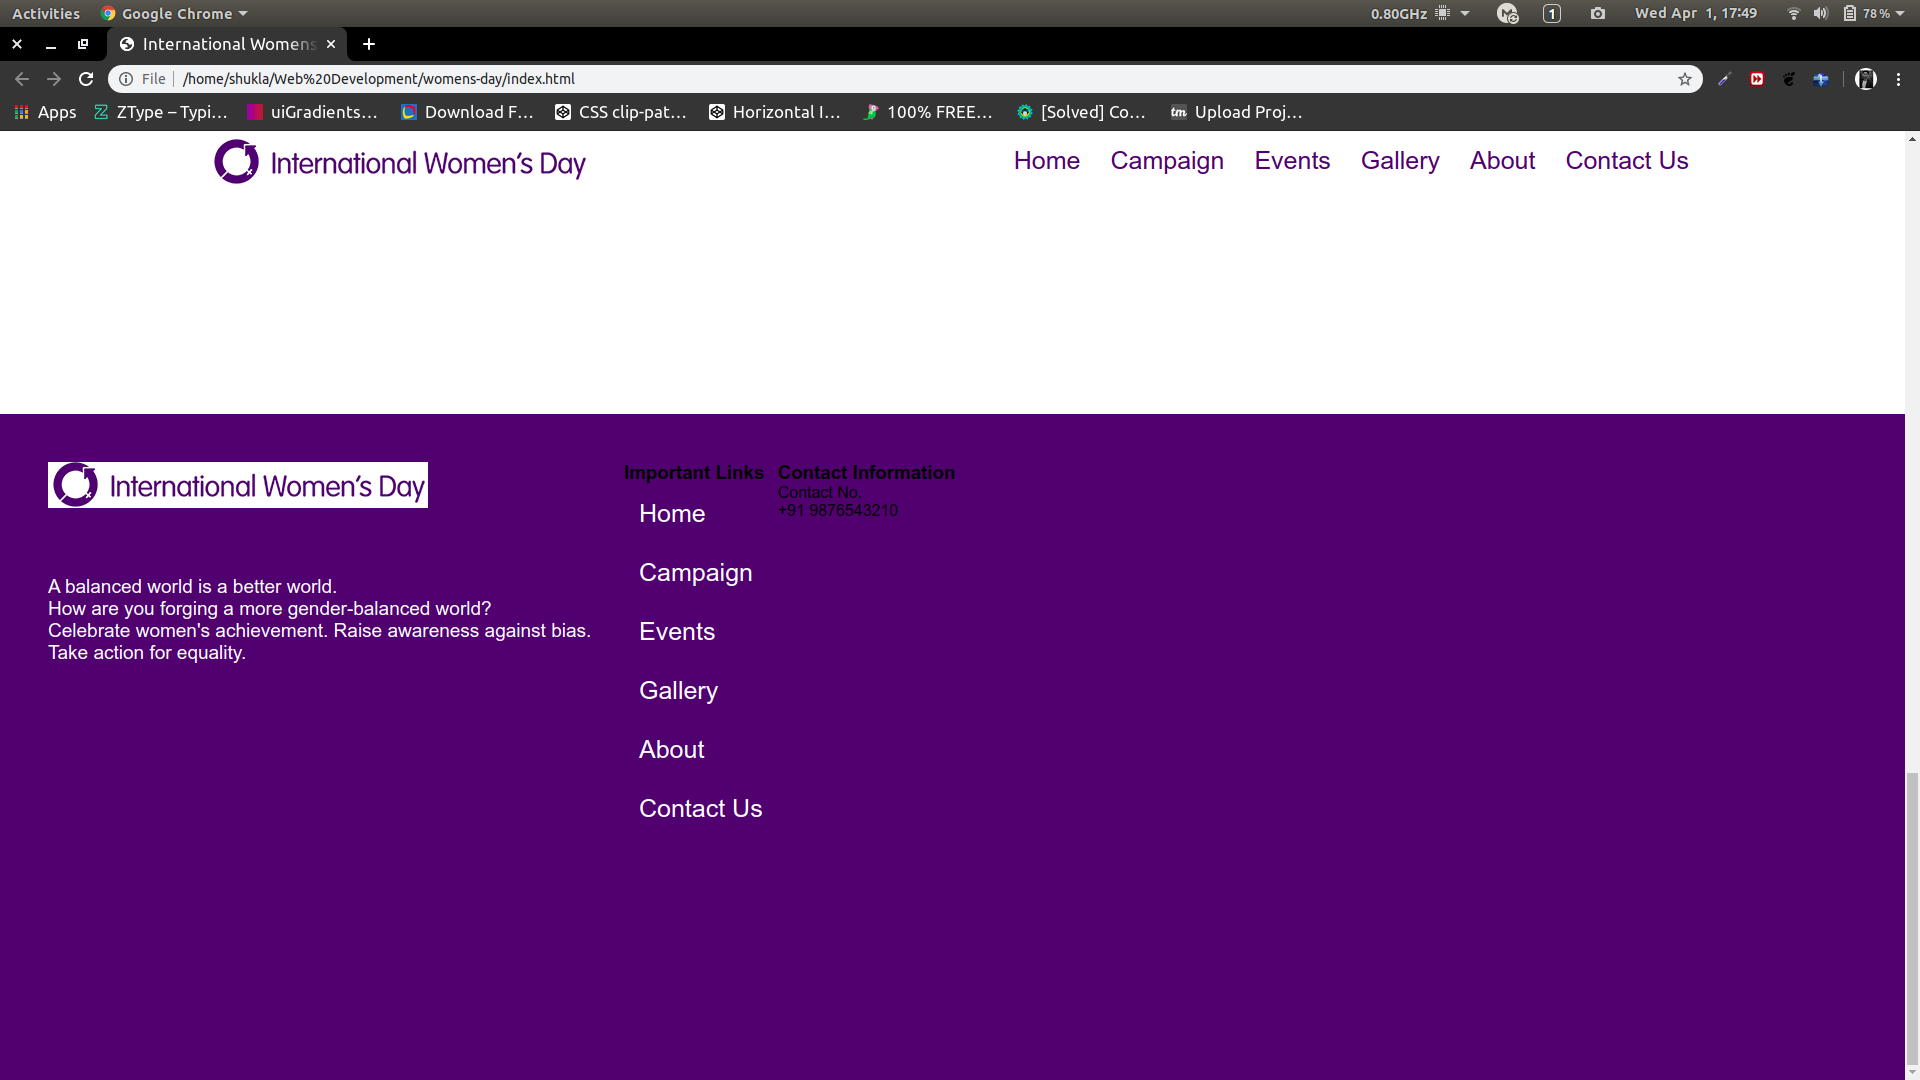 Activities Google Chrome 0.80GHz 1 Wed Apr 1, 17:49 78%
International Womens
File /home/shukla/Web%20Development/womens-day/index.html
Apps ZType – Typi... uiGradients... Download F... CSS clip-pat... Horizontal I... 100% FREE... [Solved] Co... tm Upload Proj...
International Women's Day Home Campaign Events Gallery About Contact Us
International Women's Day
A balanced world is a better world.
How are you forging a more gender-balanced world?
Celebrate women's achievement. Raise awareness against bias.
Take action for equality.
Important Links
Home
Campaign
Events
Gallery
About
Contact Us
Contact Information
Contact No.
+91 9876543210